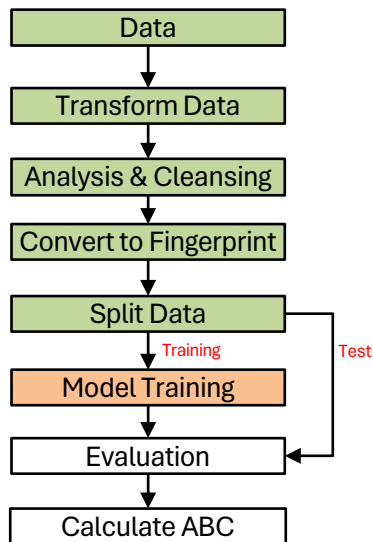 Data
Transform Data
Analysis & Cleansing
Convert to Fingerprint
Split Data
Training
Test
Model Training
Evaluation
Calculate ABC